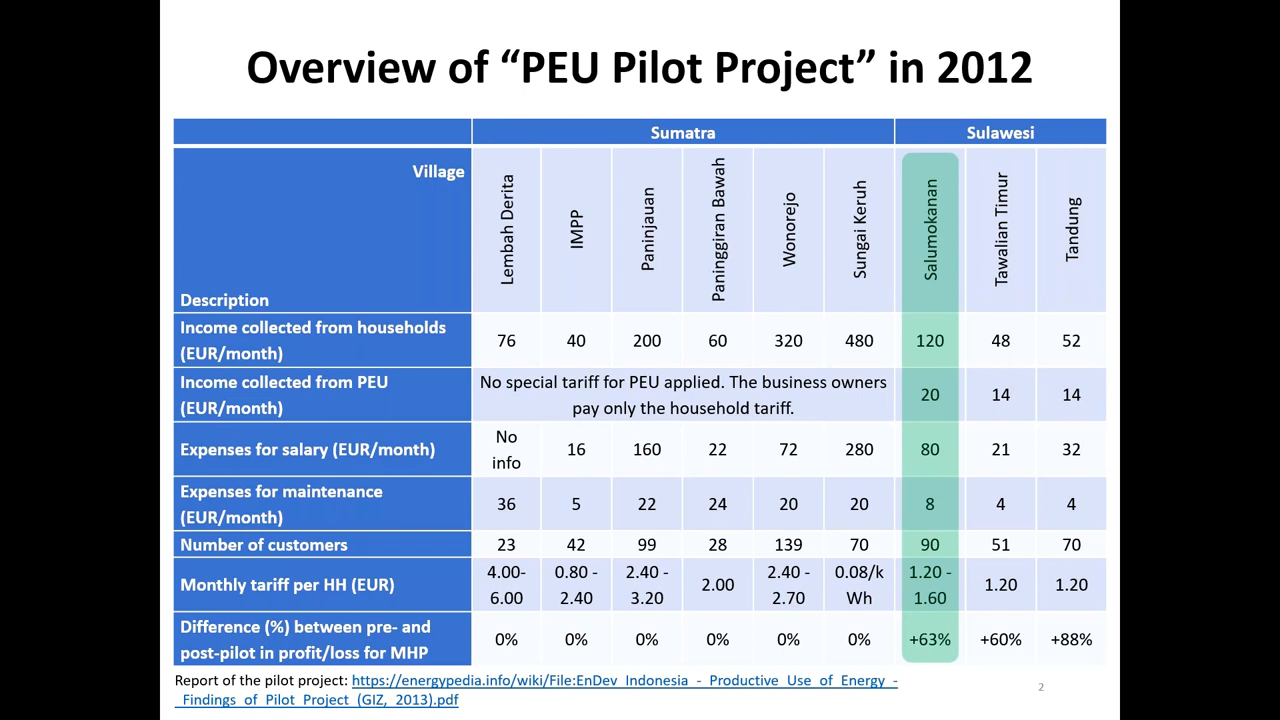 Overview of “PEU Pilot Project” in 2012
Sumatra Sulawesi
Village
Description
Lembah Derita
IMPP
Paninjauan
Paninggiran Bawah
Wonorejo
Sungai Keruh
Salumokanan
Tawalian Timur
Tandung
Income collected from households
(EUR/month)
76 40 200 60 320 480 120 48 52
Income collected from PEU
(EUR/month)
No special tariff for PEU applied. The business owners
pay only the household tariff.
20 14 14
Expenses for salary (EUR/month)
No
info
16 160 22 72 280 80 21 32
Expenses for maintenance
(EUR/month)
36 5 22 24 20 20 8 4 4
Number of customers 23 42 99 28 139 70 90 51 70
Monthly tariff per HH (EUR)
4.00-
6.00
0.80 -
2.40
2.40 -
3.20
2.00
2.40 -
2.70
0.08/k
Wh
1.20 -
1.60
1.20
1.20
Difference (%) between pre- and
post-pilot in profit/loss for MHP
0% 0% 0% 0% 0% 0% +63% +60% +88%
Report of the pilot project: https://energypedia.info/wiki/File:EnDev_Indonesia_-_Productive_Use_of_Energy_-
_Findings_of_Pilot_Project_(GIZ,_2013).pdf
2